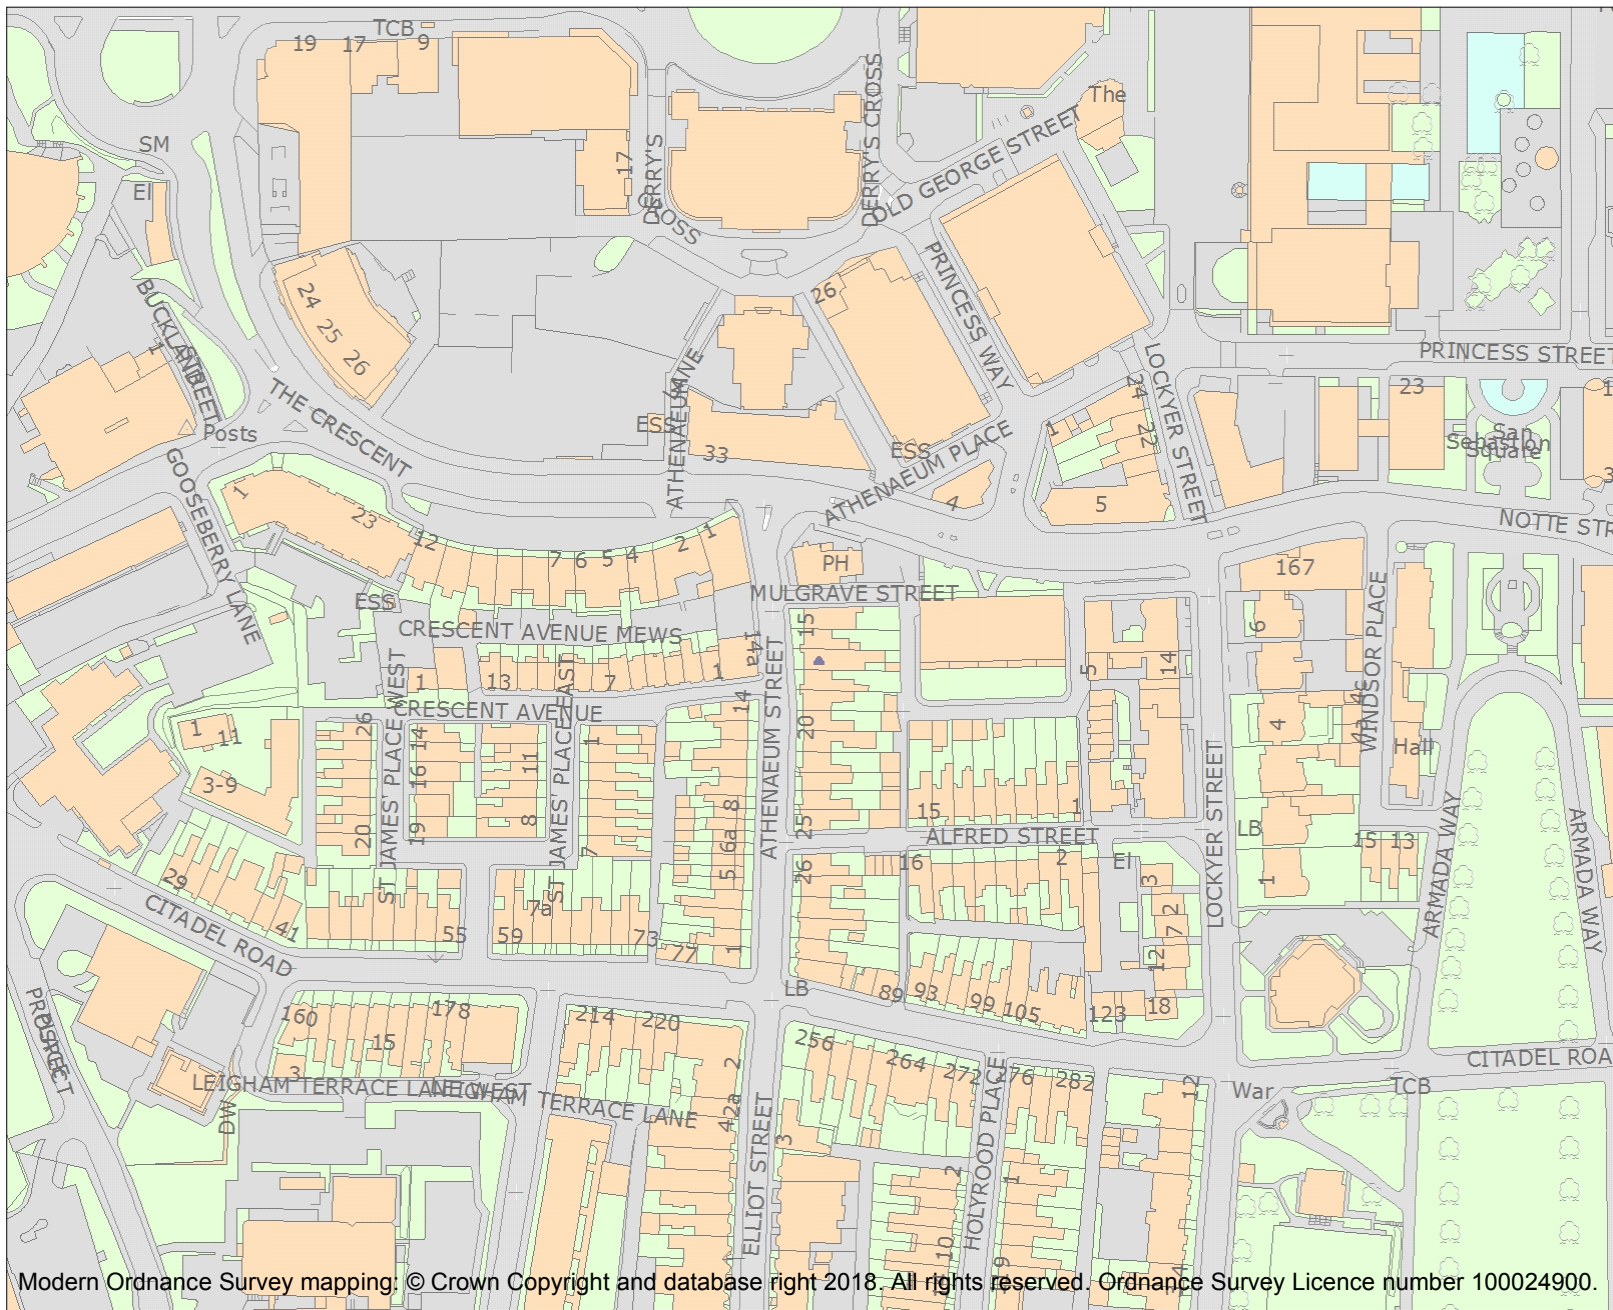 TCB
19
17
9
SM
El
17
DERRY'S
CROSS
DERRY'S CROSS
OLD GEORGE STREET
The
PRINCESS WAY
26
24
25
26
BUCKLAND
STREET
1
THE CRESCENT
Posts
ATHENAEUM
LANE
ESS
33
ESS
ATHENAEUM PLACE
4
1
24
22
5
LOCKYER STREET
PRINCESS STREET
23
San
Sebastion
Square
1
3
NOTTE STR
GOOSEBERRY LANE
1
23
12
7
6
5
4
2
1
PH
MULGRAVE STREET
167
ESS
CRESCENT AVENUE MEWS
14a
15
6
WINDSOR PLACE
5
14
1
13
7
1
CRESCENT AVENUE
14
ATHENAEUM STREET
20
4
Hall
1
11
3-9
26
14
16
ST JAMES' PLACE WEST
11
ST JAMES' PLACE EAST
1
20
19
8
7
8
6a
5
25
15
1
ALFRED STREET
LOCKYER STREET
LB
15
13
ARMADA WAY
ARMADA WAY
29
26
16
2
El
3
1
CITADEL ROAD
41
55
7a
59
73
77
1
2
7
12
LB
89
93
99
105
123
18
PROSPECT
PLACE
160
178
15
3
214
220
2
256
264
272
276
282
12
CITADEL ROA
War
TCB
LEIGHAM TERRACE LANE WEST
LEIGHAM TERRACE LANE
DW
42a
ELLIOT STREET
3
HOLYROOD PLACE
2
1
10
9
Modern Ordnance Survey mapping: © Crown Copyright and database right 2018. All rights reserved. Ordnance Survey Licence number 100024900.